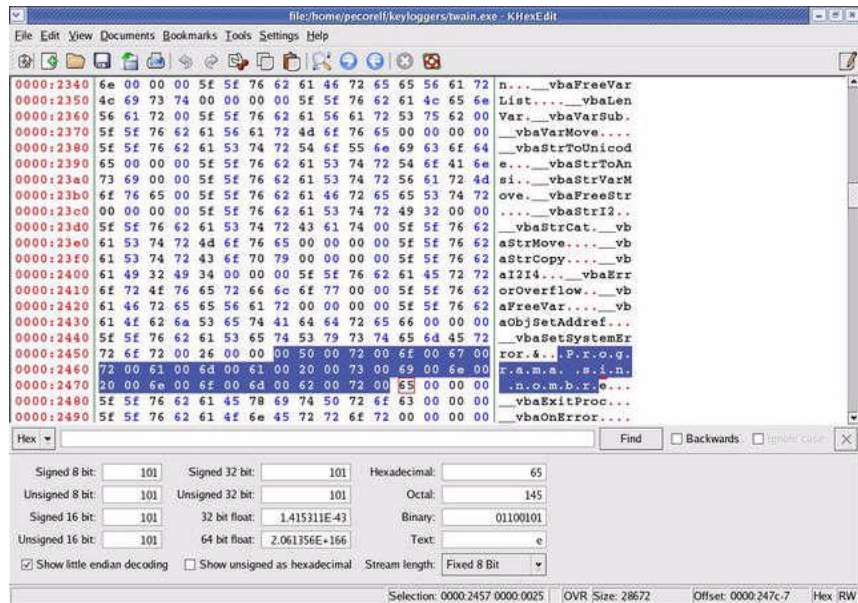 file:/home/pecorelf/keyloggers/twain.exe - KHexEdit
File Edit View Documents Bookmarks Tools Settings Help
0000:2340 6e 00 00 00 5f 5f 76 62 61 46 72 65 65 56 61 72 n...__vbaFreeVar
0000:2350 4c 69 73 74 00 00 00 00 5f 5f 76 62 61 4c 65 6e List....__vbaLen
0000:2360 56 61 72 00 5f 5f 76 62 61 56 61 72 53 75 62 00 Var.__vbaVarSub.
0000:2370 5f 5f 76 62 61 56 61 72 4d 6f 76 65 00 00 00 00 __vbaVarMove....
0000:2380 5f 5f 76 62 61 53 74 72 54 6f 55 6e 69 63 6f 64 __vbaStrToUnicod
0000:2390 65 00 00 00 5f 5f 76 62 61 53 74 72 54 6f 41 6e e...__vbaStrToAn
0000:23a0 73 69 00 00 5f 5f 76 62 61 53 74 72 56 61 72 4d si..__vbaStrVarM
0000:23b0 6f 76 65 00 5f 5f 76 62 61 46 72 65 65 53 74 72 ove.__vbaFreeStr
0000:23c0 00 00 00 00 5f 5f 76 62 61 53 74 72 49 32 00 00 ....__vbaStrI2..
0000:23d0 5f 5f 76 62 61 53 74 72 43 61 74 00 5f 5f 76 62 __vbaStrCat.__vb
0000:23e0 61 53 74 72 4d 6f 76 65 00 00 00 00 5f 5f 76 62 aStrMove....__vb
0000:23f0 61 53 74 72 43 6f 70 79 00 00 00 00 5f 5f 76 62 aStrCopy....__vb
0000:2400 61 49 32 49 34 00 00 00 5f 5f 76 62 61 45 72 72 aI2I4...__vbaErr
0000:2410 6f 72 4f 76 65 72 66 6c 6f 77 00 00 5f 5f 76 62 orOverflow..__vb
0000:2420 61 46 72 65 65 56 61 72 00 00 00 00 5f 5f 76 62 aFreeVar....__vb
0000:2430 61 4f 62 6a 53 65 74 41 64 64 72 65 66 00 00 00 aObjSetAddref...
0000:2440 5f 5f 76 62 61 53 65 74 53 79 73 74 65 6d 45 72 __vbaSetSystemEr
0000:2450 72 6f 72 00 26 00 00 00 50 00 72 00 6f 00 67 00 ror.&...P.r.o.g.
0000:2460 72 00 61 00 6d 00 61 00 20 00 73 00 69 00 6e 00 r.a.m.a. .s.i.n.
0000:2470 20 00 6e 00 6f 00 6d 00 62 00 72 00 65 00 00 00 .n.o.m.b.r.e...
0000:2480 5f 5f 76 62 61 45 78 69 74 50 72 6f 63 00 00 00 __vbaExitProc...
0000:2490 5f 5f 76 62 61 4f 6e 45 72 72 6f 72 00 00 00 00 __vbaOnError....
Hex Find Backwards Ignore case
Signed 8 bit: 101 Signed 32 bit: 101 Hexadecimal: 65
Unsigned 8 bit: 101 Unsigned 32 bit: 101 Octal: 145
Signed 16 bit: 101 32 bit float: 1.415311E-43 Binary: 01100101
Unsigned 16 bit: 101 64 bit float: 2.061356E+166 Text: e
Show little endian decoding Show unsigned as hexadecimal Stream length: Fixed 8 Bit
Selection: 0000:2457 0000:0025 OVR Size: 28672 Offset: 0000:247c-7 Hex RW